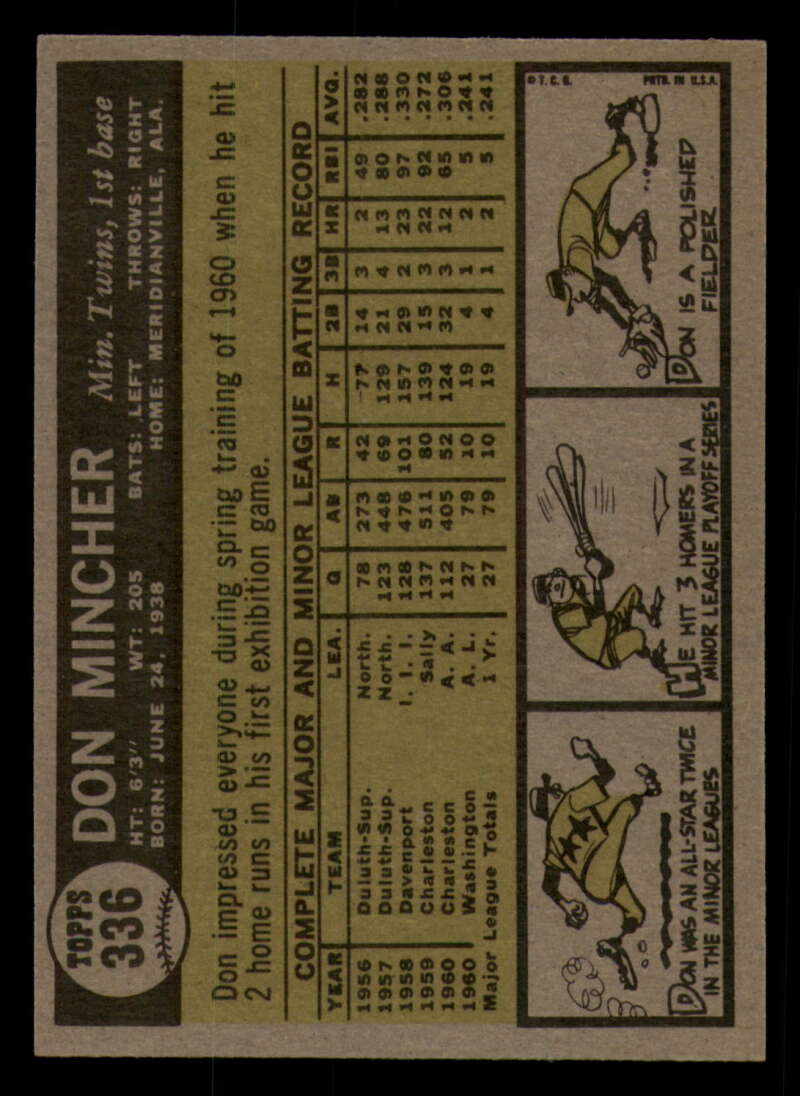 TOPPS
336
DON MINCHER Min. Twins, 1st base
HT: 6'3" WT: 205 BATS: LEFT THROWS: RIGHT
BORN: JUNE 24, 1938 HOME: MERIDIANVILLE, ALA.
Don impressed everyone during spring training of 1960 when he hit
2 home runs in his first exhibition game.
COMPLETE MAJOR AND MINOR LEAGUE BATTING RECORD
YEAR TEAM LEA. G AB R H 2B 3B HR RBI AVG.
1956 Duluth-Sup. North. 78 273 42 77 14 3 2 49 .282
1957 Duluth-Sup. North. 123 448 69 129 21 4 13 80 .288
1958 Davenport I. I. I. 128 476 101 157 29 2 23 97 .330
1959 Charleston Sally 137 511 80 139 15 3 22 92 .272
1960 Charleston A. A. 112 405 52 124 32 3 12 65 .306
1960 Washington A. L. 27 79 10 19 4 1 2 5 .241
Major League Totals 1 Yr. 27 79 10 19 4 1 2 5 .241
DON WAS AN ALL-STAR TWICE
IN THE MINOR LEAGUES
HE HIT 3 HOMERS IN A
MINOR LEAGUE PLAYOFF SERIES
© T. C. G. PRTD. IN U.S.A.
DON IS A POLISHED
FIELDER